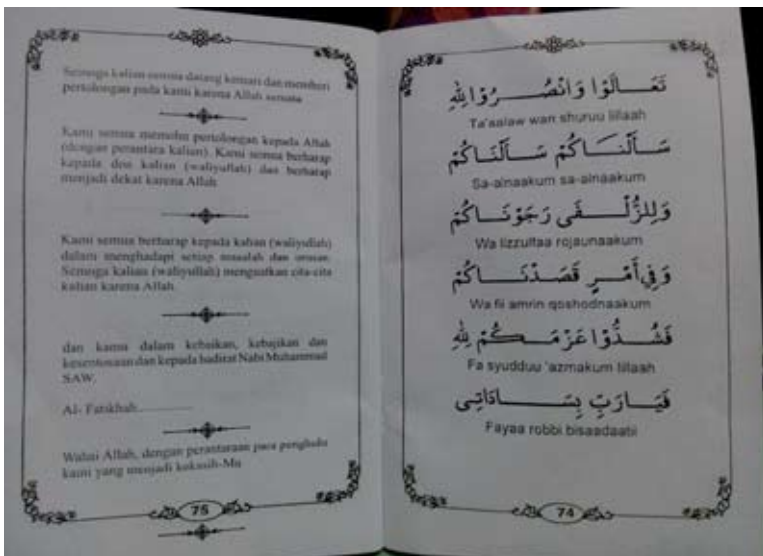 تَعَالَوْا وَانْصُرُوْا لِلّٰهِ
Ta'aalaw wan shuruu lillaah
سَأَلْنَاكُمْ سَأَلْنَاكُمْ
Sa-alnaakum sa-alnaakum
وَلِلزُّلْفَى رَجَوْنَاكُمْ
Wa lizzulfaa rojaunaakum
وَفِي أَمْرٍ قَصَدْنَاكُمْ
Wa fii amrin qoshodnaakum
فَشُدُّوْا عَزْمَكُمْ لِلّٰهِ
Fa syudduu 'azmakum lillaah
فَيَارَبِّ بِسَادَاتِى
Fayaa robbi bisaadaatii
74
Semoga kalian semua datang kemari dan memberi
pertolongan pada kami karena Allah semata
Kami semua memohn pertolongan kepada Allah
(dengan perantara kalian). Kami semua berharap
kepada doa kalian (waliyullah) dan berharap
menjadi dekat karena Allah
Kami semua berharap kepada kalian (waliyullah)
dalam menghadapi setiap masalah dan urusan.
Semoga kalian (waliyullah) menguatkan cita-cita
kalian karena Allah.
dan kamu dalam kebaikan, kebajikan dan
kesentosaan dan kepada hadirat Nabi Muhammad
SAW.
Al- Fatikhah............
Wahai Allah, dengan perantaraan para penghulu
kami yang menjadi kekasih-Mu
75